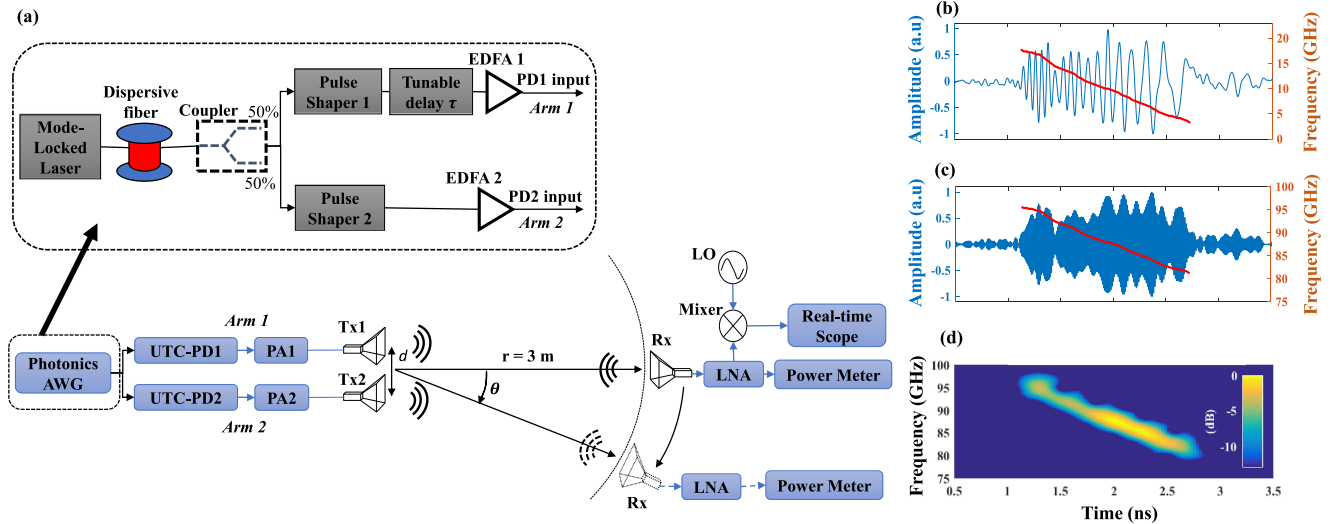 (a)
EDFA 1
Dispersive
fiber
Coupler
50%
Pulse
Shaper 1
Tunable
delay τ
PD1 input
Arm 1
Mode-
Locked
Laser
50%
EDFA 2
Pulse
Shaper 2
PD2 input
Arm 2
LO
Mixer
Real-time
Scope
Arm 1
Tx1
Rx
Photonics
AWG
UTC-PD1
PA1
d
r = 3 m
LNA
Power Meter
Tx2
UTC-PD2
PA2
θ
Arm 2
Rx
LNA
Power Meter
(b)
Amplitude (a.u)
1
0.5
0
-0.5
-1
20
15
10
5
0
Frequency (GHz)
(c)
Amplitude (a.u)
1
0.5
0
-0.5
-1
100
95
90
85
80
75
Frequency (GHz)
(d)
Frequency (GHz)
100
95
90
85
80
75
0
-5
-10
(dB)
0.5
1
1.5
2
2.5
3
3.5
Time (ns)